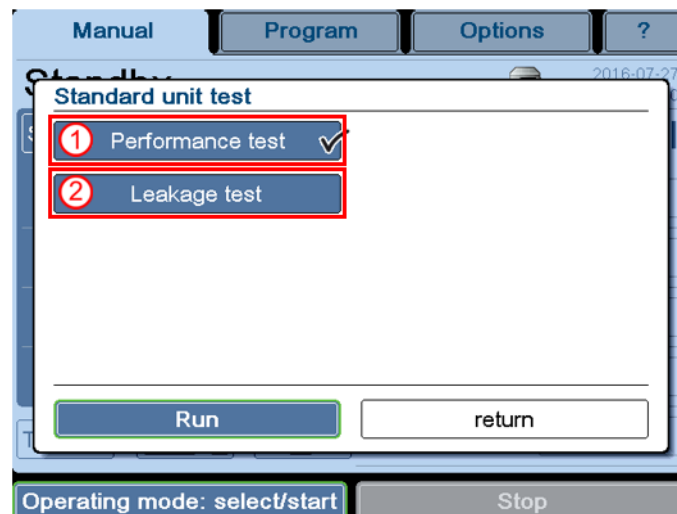 Manual Program Options ?
Standby
2016-07-27
Standard unit test
1 Performance test
2 Leakage test
Run return
Operating mode: select/start Stop